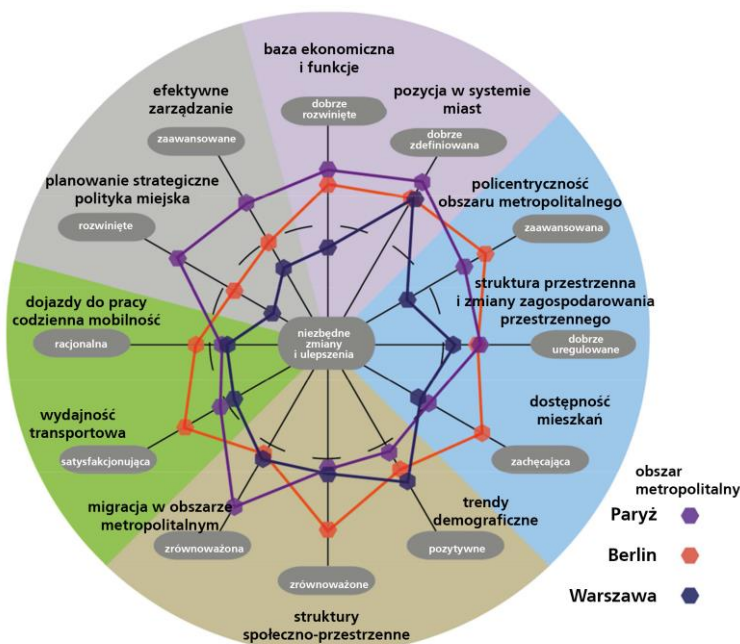 baza ekonomiczna
i funkcje
dobrze
rozwinięte
pozycja w systemie
miast
dobrze
zdefiniowana
policentryczność
obszaru metropolitalnego
zaawansowana
struktura przestrzenna
i zmiany zagospodarowania
przestrzennego
dobrze
uregulowane
dostępność
mieszkań
zachęcająca
trendy
demograficzne
pozytywne
struktury
społeczno-przestrzenne
zrównoważone
migracja w obszarze
metropolitalnym
zrównoważona
wydajność
transportowa
satysfakcjonująca
dojazdy do pracy
codzienna mobilność
racjonalna
planowanie strategiczne
polityka miejska
rozwinięte
efektywne
zarządzanie
zaawansowane
niezbędne
zmiany
i ulepszenia
obszar
metropolitalny
Paryż
Berlin
Warszawa